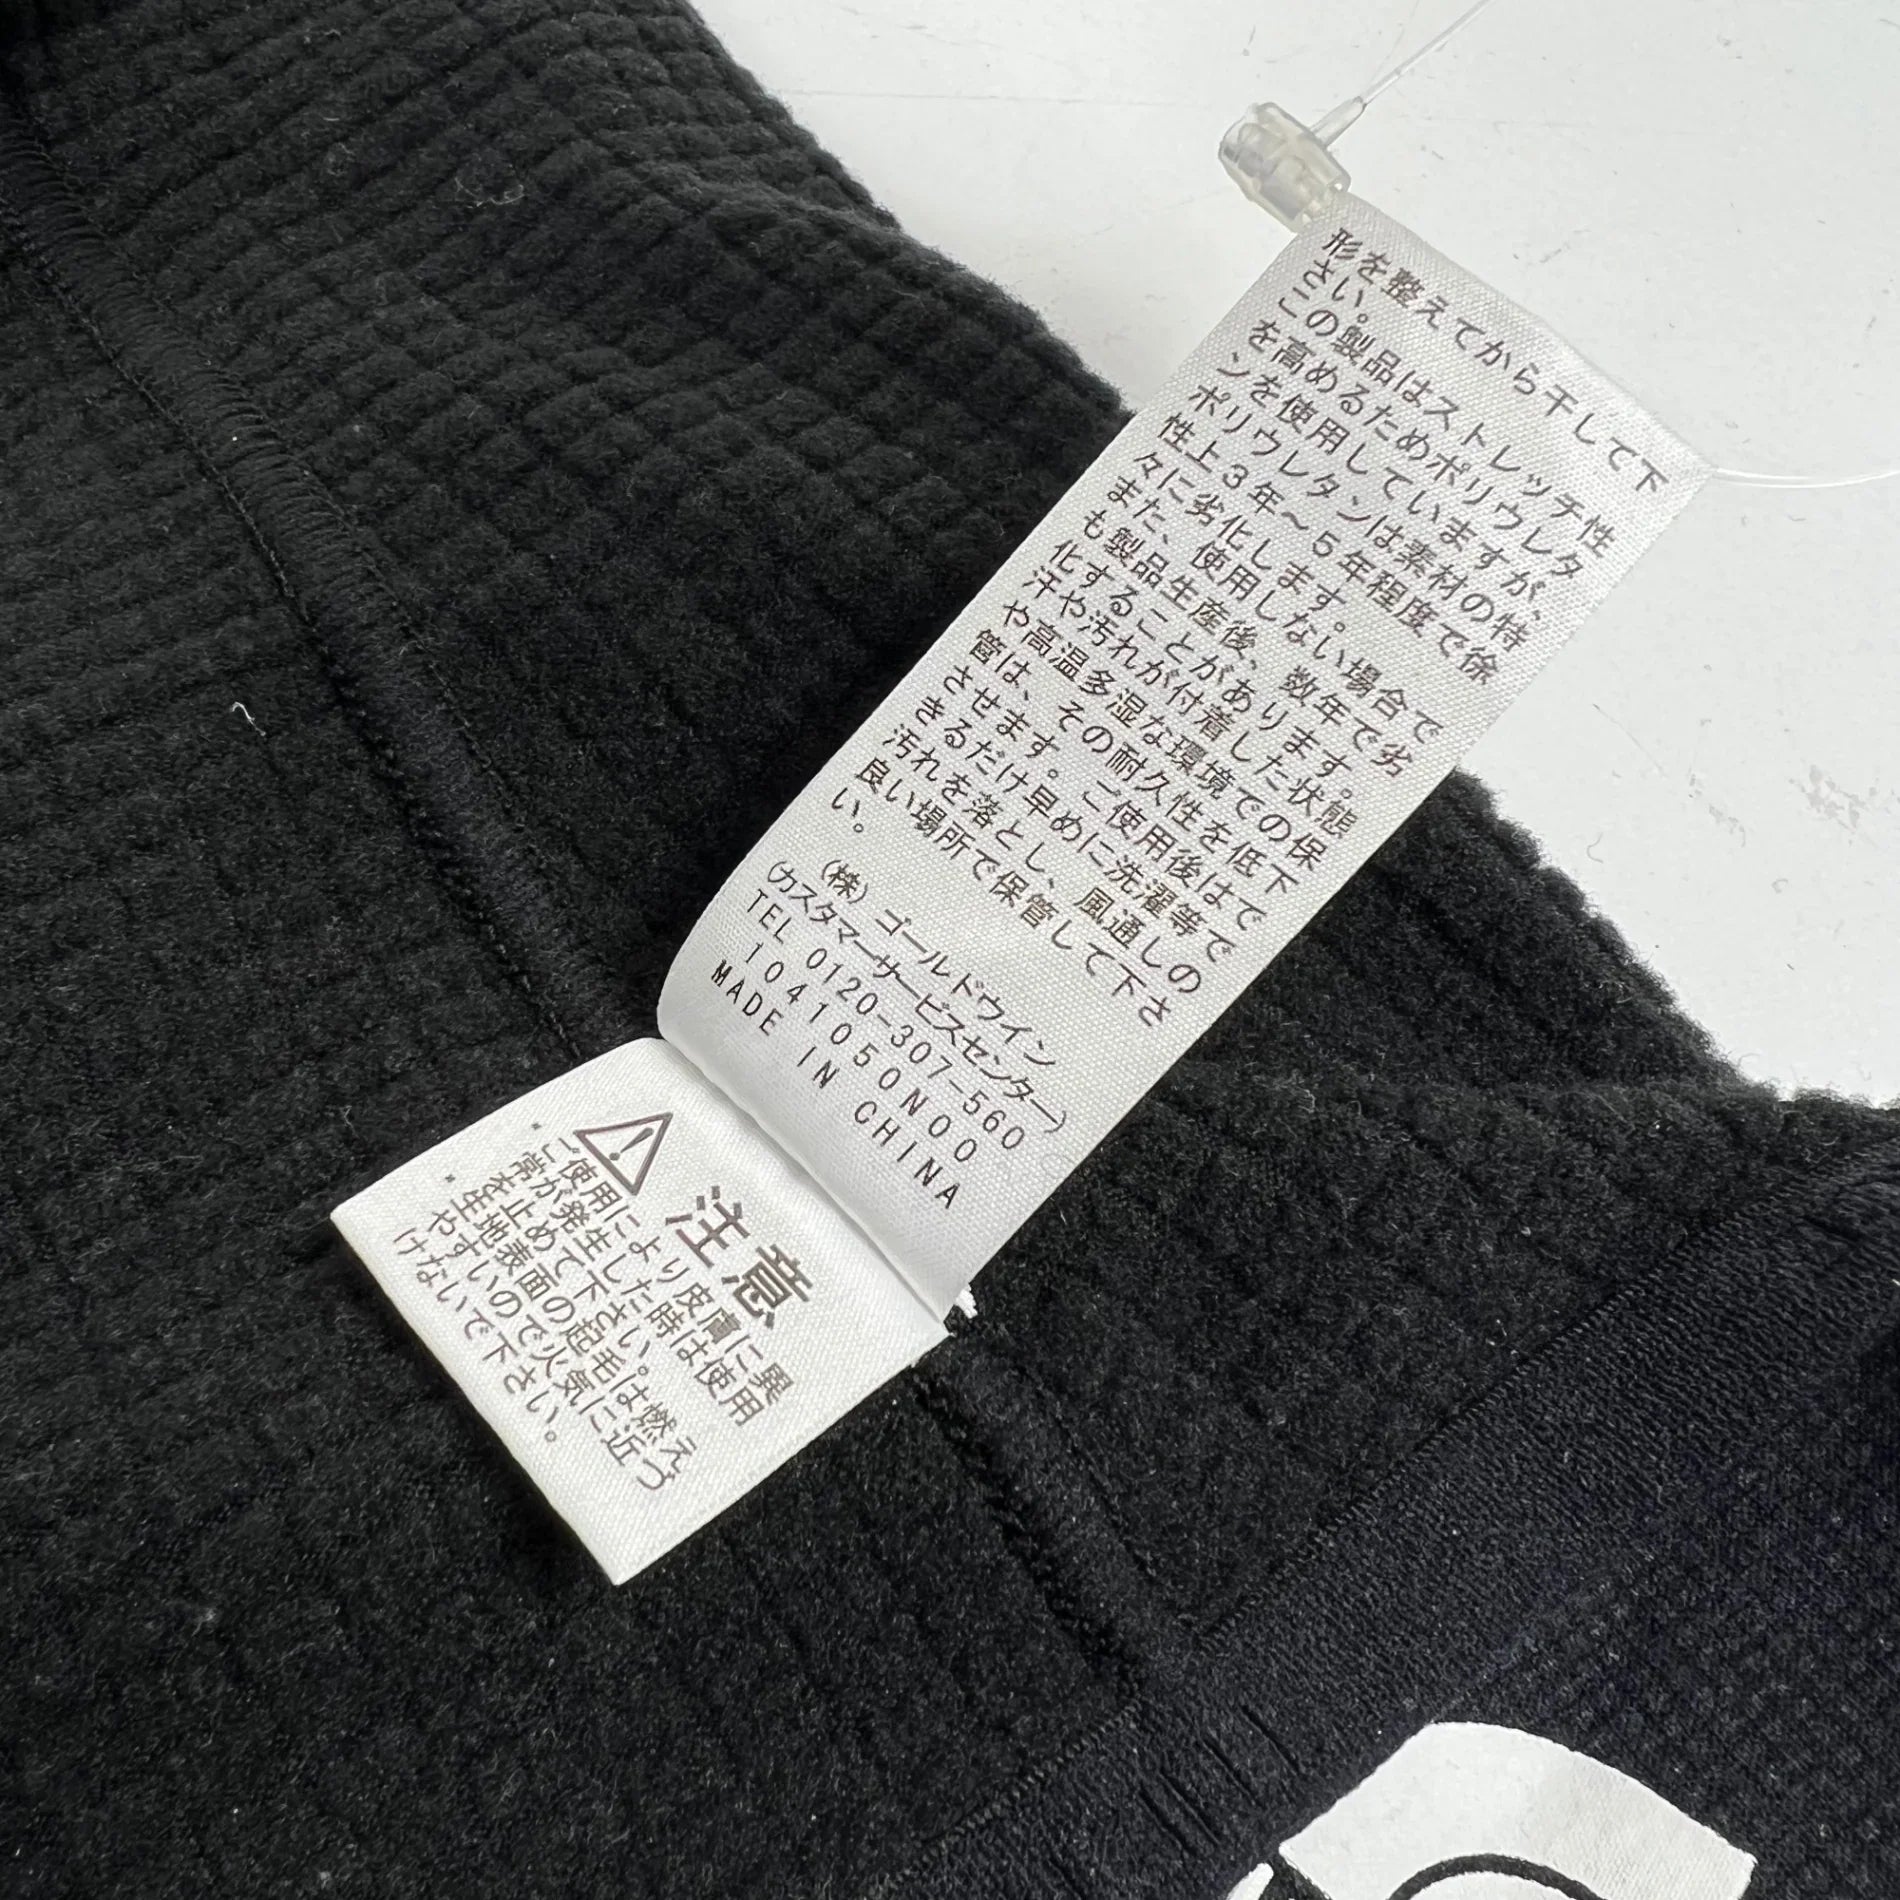 形を整えてから干して下
さい。
この製品はストレッチ性
を高めるためポリウレタ
ンを使用していますが、
ポリウレタンは素材の特
性上3年〜5年程度で徐
々に劣化します。
また、使用しない場合で
も製品生産後、数年で劣
化することがあります。
汗や汚れが付着した状態
や高温多湿な環境での保
管は、その耐久性を低下
させます。ご使用後はで
きるだけ早めに洗濯等で
汚れを落とし、風通しの
良い場所で保管して下さ
い。
(株)ゴールドウイン
(カスタマーサービスセンター)
TEL 0120-307-560
1041050N00
MADE IN CHINA
注意
・ご使用により皮膚に異
常が発生した時は使用
を止めて下さい。
・生地表面の起毛は燃え
やすいので火気に近づ
けないで下さい。